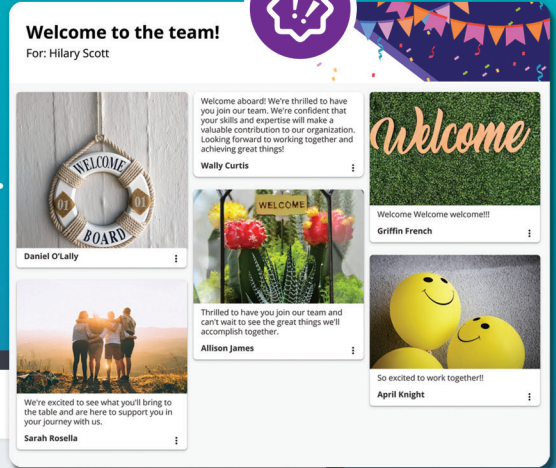 Welcome to the team!
For: Hilary Scott
WELCOME
01
01
BOARD
Daniel O'Lally
We're excited to see what you'll bring to
the table and are here to support you in
your journey with us.
Sarah Rosella
Welcome aboard! We're thrilled to have
you join our team. We're confident that
your skills and expertise will make a
valuable contribution to our organization.
Looking forward to working together and
achieving great things!
Wally Curtis
WELCOME
Thrilled to have you join our team and
can't wait to see the great things we'll
accomplish together.
Allison James
Welcome
Welcome Welcome welcome!!!
Griffin French
So excited to work together!!
April Knight